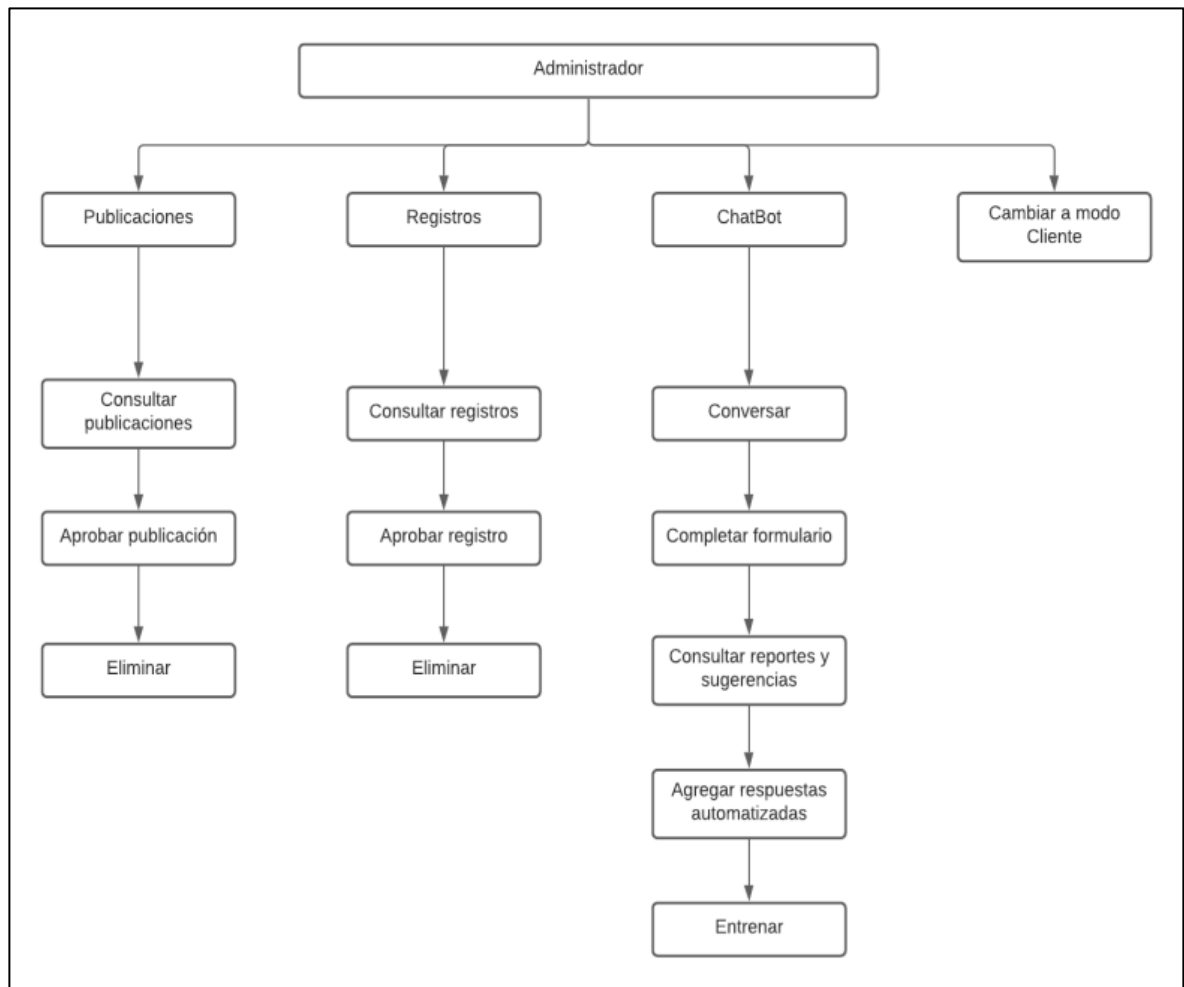 Administrador
Publicaciones
Registros
ChatBot
Cambiar a modo
Cliente
Consultar
publicaciones
Consultar registros
Conversar
Aprobar publicación
Aprobar registro
Completar formulario
Eliminar
Eliminar
Consultar reportes y
sugerencias
Agregar respuestas
automatizadas
Entrenar